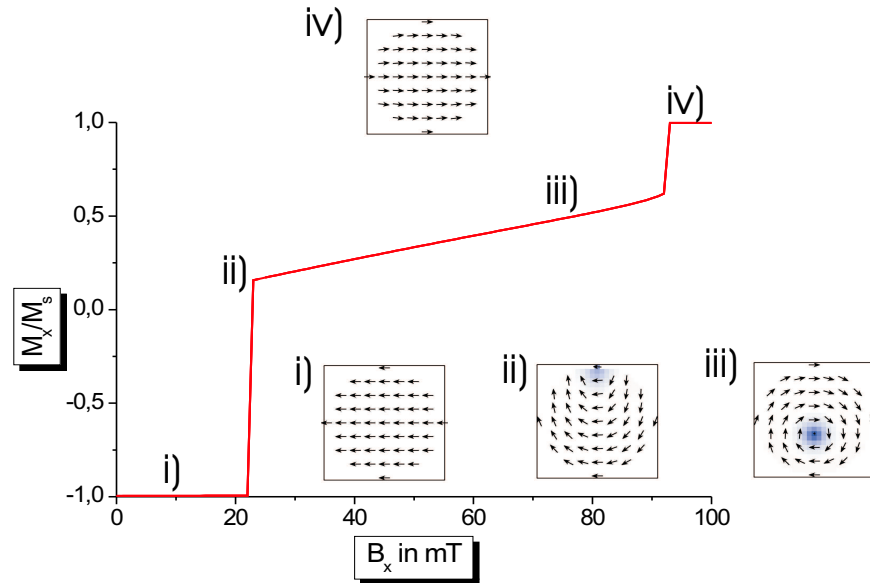 iv)
1,0
iv)
iii)
0,5
ii)
0,0
M_x/M_s
i)
ii)
iii)
-0,5
i)
-1,0
0
20
40
60
80
100
B_x in mT